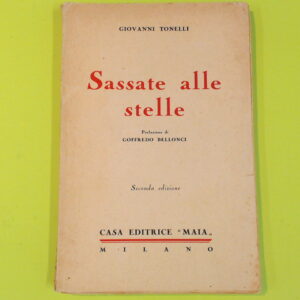 GIOVANNI TONELLI
Sassate alle
stelle
Prefazione di
GOFFREDO BELLONCI
Seconda edizione
CASA EDITRICE "MAIA„
MILANO